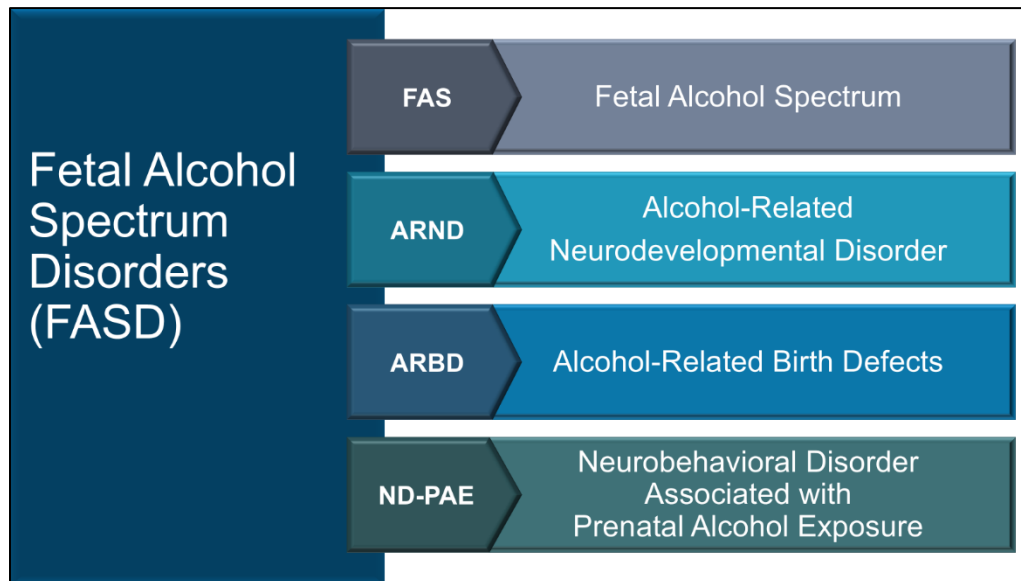 Fetal Alcohol
Spectrum
Disorders
(FASD)
FAS
Fetal Alcohol Spectrum
ARND
Alcohol-Related
Neurodevelopmental Disorder
ARBD
Alcohol-Related Birth Defects
ND-PAE
Neurobehavioral Disorder
Associated with
Prenatal Alcohol Exposure